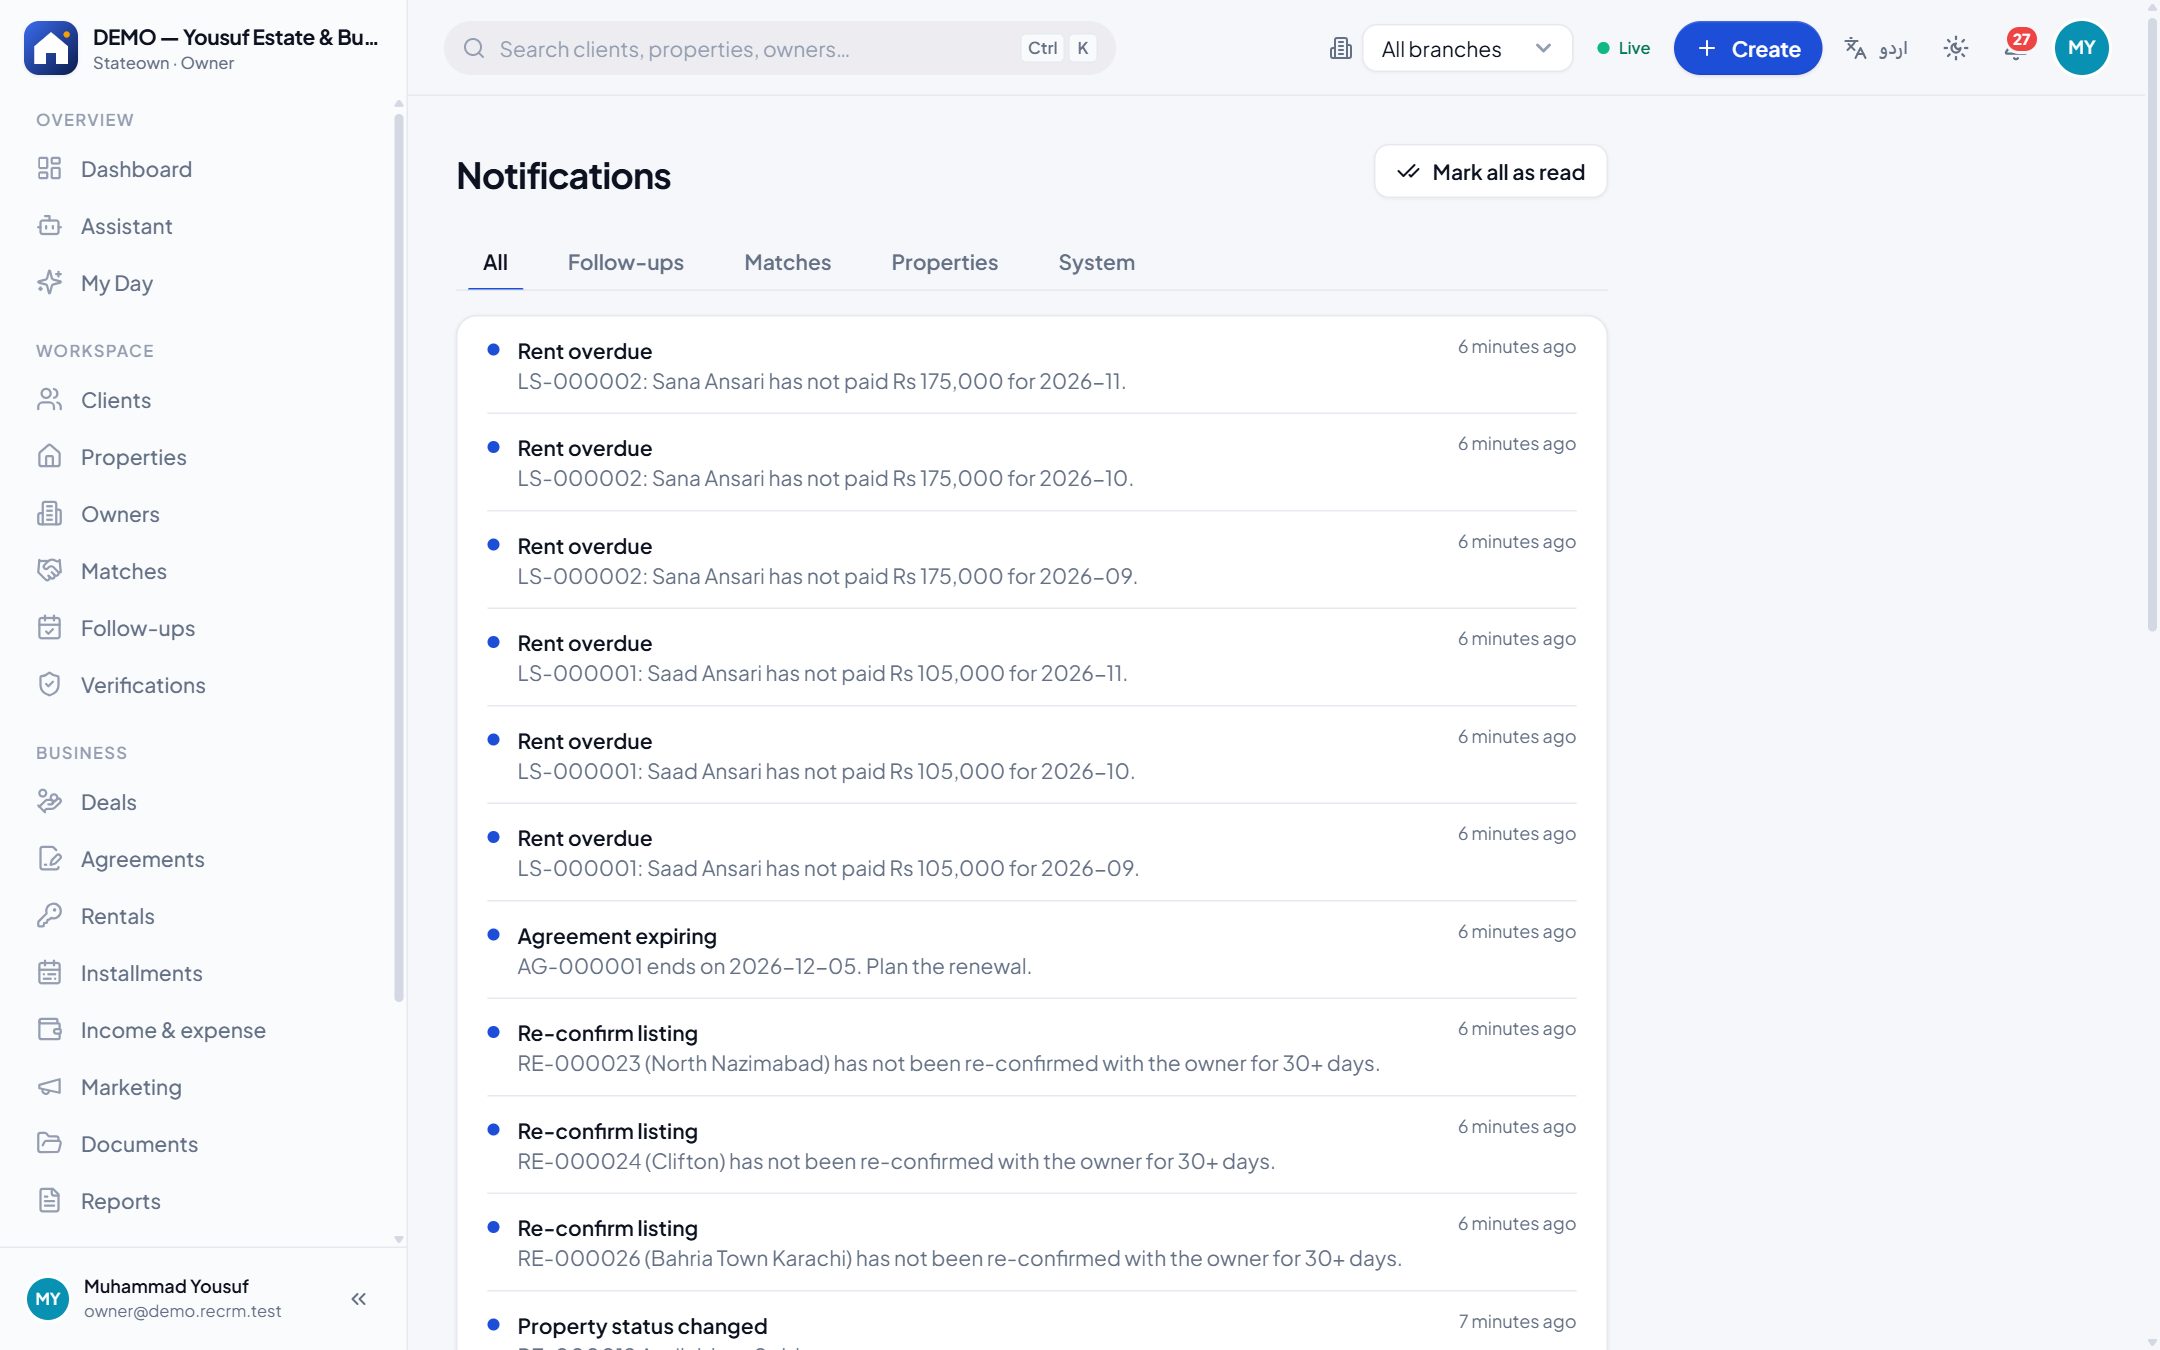 DEMO — Yousuf Estate & Bu...
Stateown · Owner
Search clients, properties, owners...
Ctrl K
All branches
Live
+ Create
اردو
27
MY
OVERVIEW
Dashboard
Assistant
My Day
WORKSPACE
Clients
Properties
Owners
Matches
Follow-ups
Verifications
BUSINESS
Deals
Agreements
Rentals
Installments
Income & expense
Marketing
Documents
Reports
MY
Muhammad Yousuf
owner@demo.recrm.test
Notifications
Mark all as read
All Follow-ups Matches Properties System
Rent overdue 6 minutes ago
LS-000002: Sana Ansari has not paid Rs 175,000 for 2026-11.
Rent overdue 6 minutes ago
LS-000002: Sana Ansari has not paid Rs 175,000 for 2026-10.
Rent overdue 6 minutes ago
LS-000002: Sana Ansari has not paid Rs 175,000 for 2026-09.
Rent overdue 6 minutes ago
LS-000001: Saad Ansari has not paid Rs 105,000 for 2026-11.
Rent overdue 6 minutes ago
LS-000001: Saad Ansari has not paid Rs 105,000 for 2026-10.
Rent overdue 6 minutes ago
LS-000001: Saad Ansari has not paid Rs 105,000 for 2026-09.
Agreement expiring 6 minutes ago
AG-000001 ends on 2026-12-05. Plan the renewal.
Re-confirm listing 6 minutes ago
RE-000023 (North Nazimabad) has not been re-confirmed with the owner for 30+ days.
Re-confirm listing 6 minutes ago
RE-000024 (Clifton) has not been re-confirmed with the owner for 30+ days.
Re-confirm listing 6 minutes ago
RE-000026 (Bahria Town Karachi) has not been re-confirmed with the owner for 30+ days.
Property status changed 7 minutes ago